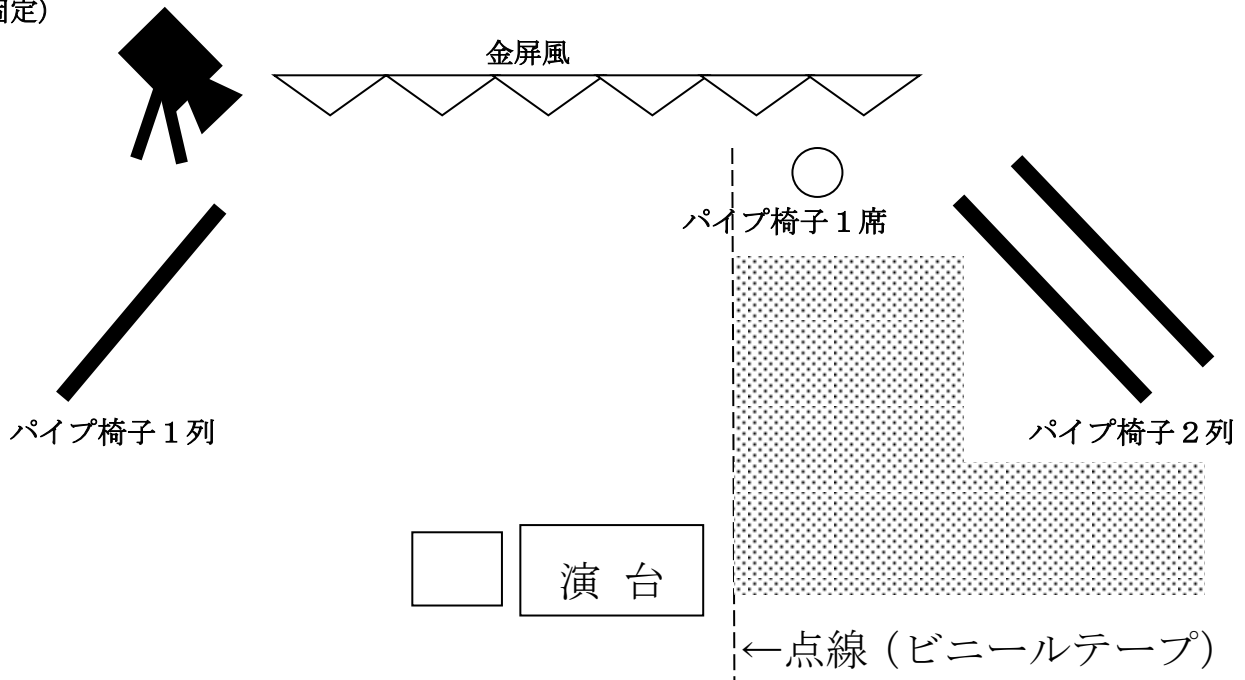 固定）
金屏風
パイプ椅子１席
パイプ椅子１列
パイプ椅子２列
演 台
←点線（ビニールテープ）